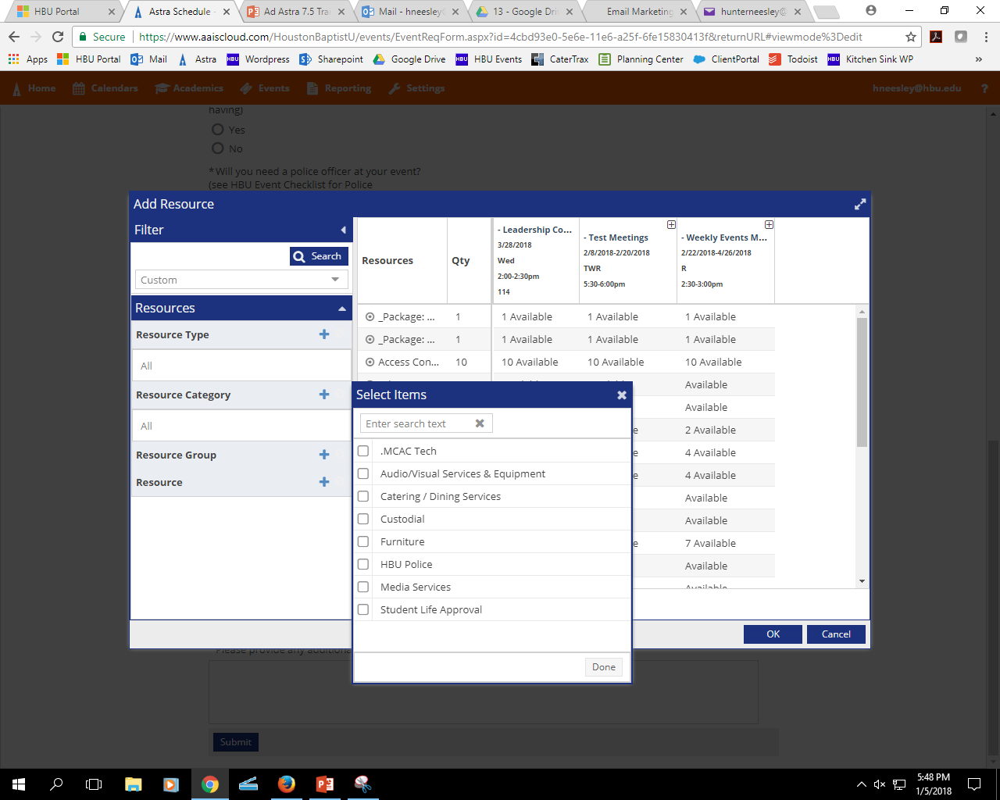 HBU Portal
Astra Schedule -
Ad Astra 7.5 Trai
Mail - hneesley@
13 - Google Dri
Email Marketing
hunterneesley@
Secure
https://www.aaiscloud.com/HoustonBaptistU/events/EventReqForm.aspx?id=4cbd93e0-5e6e-11e6-a25f-6fe15830413f&returnURL=#viewmode%3Dedit
Apps
HBU Portal
Mail
Astra
HBU Wordpress
Sharepoint
Google Drive
HBU HBU Events
CaterTrax
Planning Center
ClientPortal
Todoist
HBU Kitchen Sink WP
»
Home
Calendars
Academics
Events
Reporting
Settings
hneesley@hbu.edu
?
having)
Yes
No
*Will you need a police officer at your event?
(see HBU Event Checklist for Police
Add Resource
Filter
Search
Custom
Resources
Resource Type
All
Resource Category
All
Resource Group
Resource
Resources
Qty
- Leadership Co...
3/28/2018
Wed
2:00-2:30pm
114
- Test Meetings
2/8/2018-2/20/2018
TWR
5:30-6:00pm
- Weekly Events M...
2/22/2018-4/26/2018
R
2:30-3:00pm
_Package: ... 1 1 Available 1 Available 1 Available
_Package: ... 1 1 Available 1 Available 1 Available
Access Con... 10 10 Available 10 Available 10 Available
Available
Available
e 2 Available
e 4 Available
e 4 Available
Available
Available
e 7 Available
Available
Available
Select Items
Enter search text
.MCAC Tech
Audio/Visual Services & Equipment
Catering / Dining Services
Custodial
Furniture
HBU Police
Media Services
Student Life Approval
Done
OK
Cancel
Please provide any additiona
Submit
5:48 PM
1/5/2018